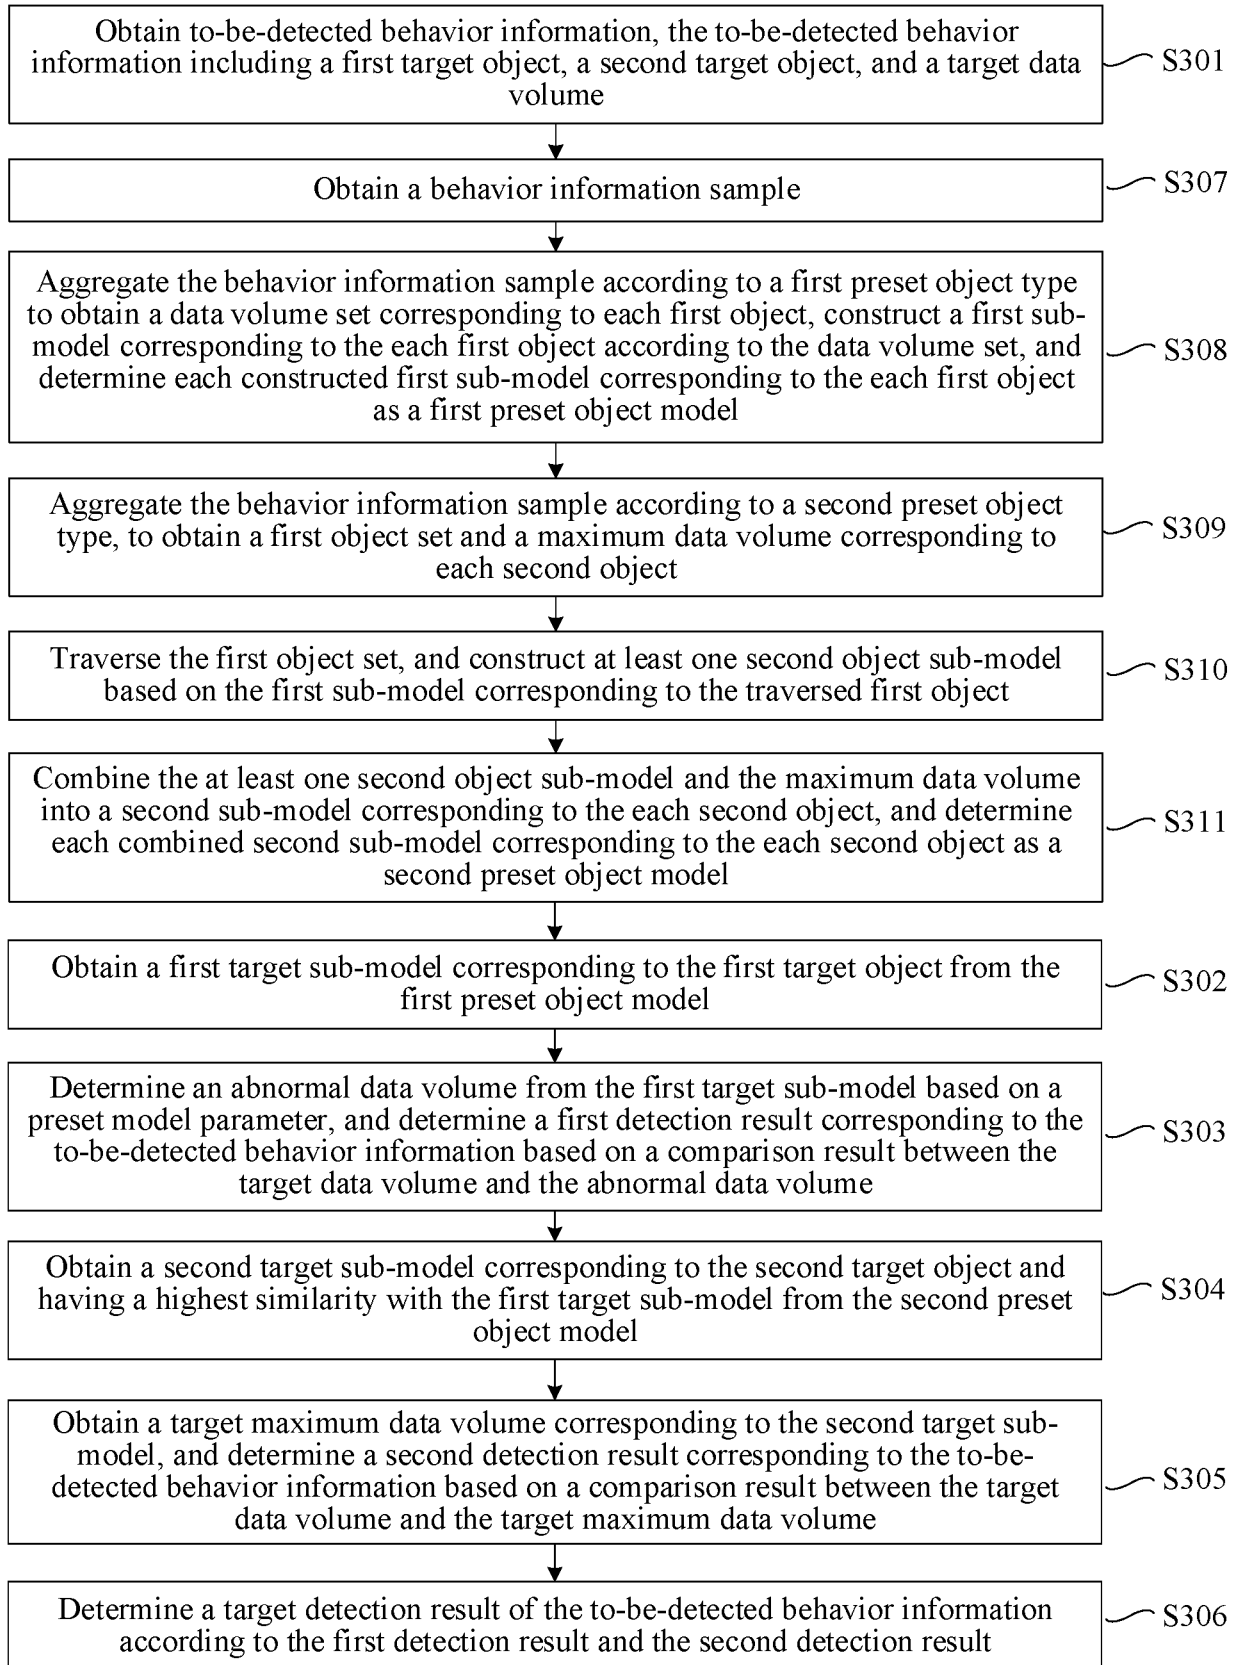 Obtain to-be-detected behavior information, the to-be-detected behavior
information including a first target object, a second target object, and a target data
volume
S301
Obtain a behavior information sample
S307
Aggregate the behavior information sample according to a first preset object type
to obtain a data volume set corresponding to each first object, construct a first sub-
model corresponding to the each first object according to the data volume set, and
determine each constructed first sub-model corresponding to the each first object
as a first preset object model
S308
Aggregate the behavior information sample according to a second preset object
type, to obtain a first object set and a maximum data volume corresponding to
each second object
S309
Traverse the first object set, and construct at least one second object sub-model
based on the first sub-model corresponding to the traversed first object
S310
Combine the at least one second object sub-model and the maximum data volume
into a second sub-model corresponding to the each second object, and determine
each combined second sub-model corresponding to the each second object as a
second preset object model
S311
Obtain a first target sub-model corresponding to the first target object from the
first preset object model
S302
Determine an abnormal data volume from the first target sub-model based on a
preset model parameter, and determine a first detection result corresponding to the
to-be-detected behavior information based on a comparison result between the
target data volume and the abnormal data volume
S303
Obtain a second target sub-model corresponding to the second target object and
having a highest similarity with the first target sub-model from the second preset
object model
S304
Obtain a target maximum data volume corresponding to the second target sub-
model, and determine a second detection result corresponding to the to-be-
detected behavior information based on a comparison result between the target
data volume and the target maximum data volume
S305
Determine a target detection result of the to-be-detected behavior information
according to the first detection result and the second detection result
S306